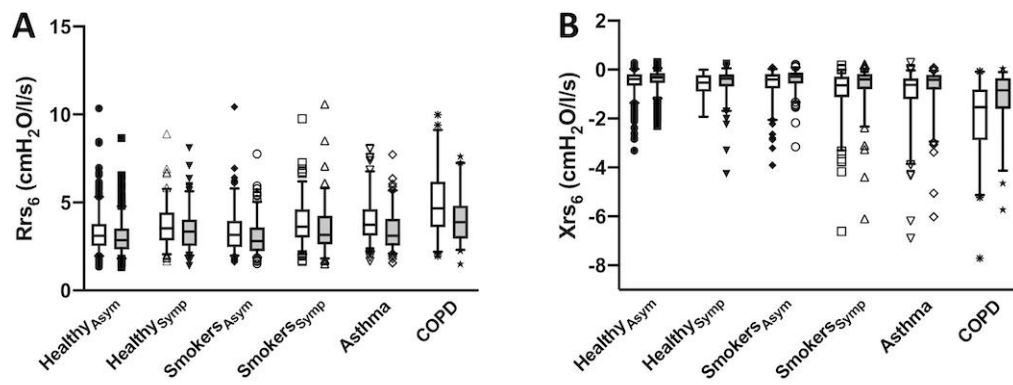 A
Rrs6 (cmH2O/l/s)
15
10
5
0
HealthyAsym
HealthySymp
SmokersAsym
SmokersSymp
Asthma
COPD
B
Xrs6 (cmH2O/l/s)
2
0
-2
-4
-6
-8
HealthyAsym
HealthySymp
SmokersAsym
SmokersSymp
Asthma
COPD